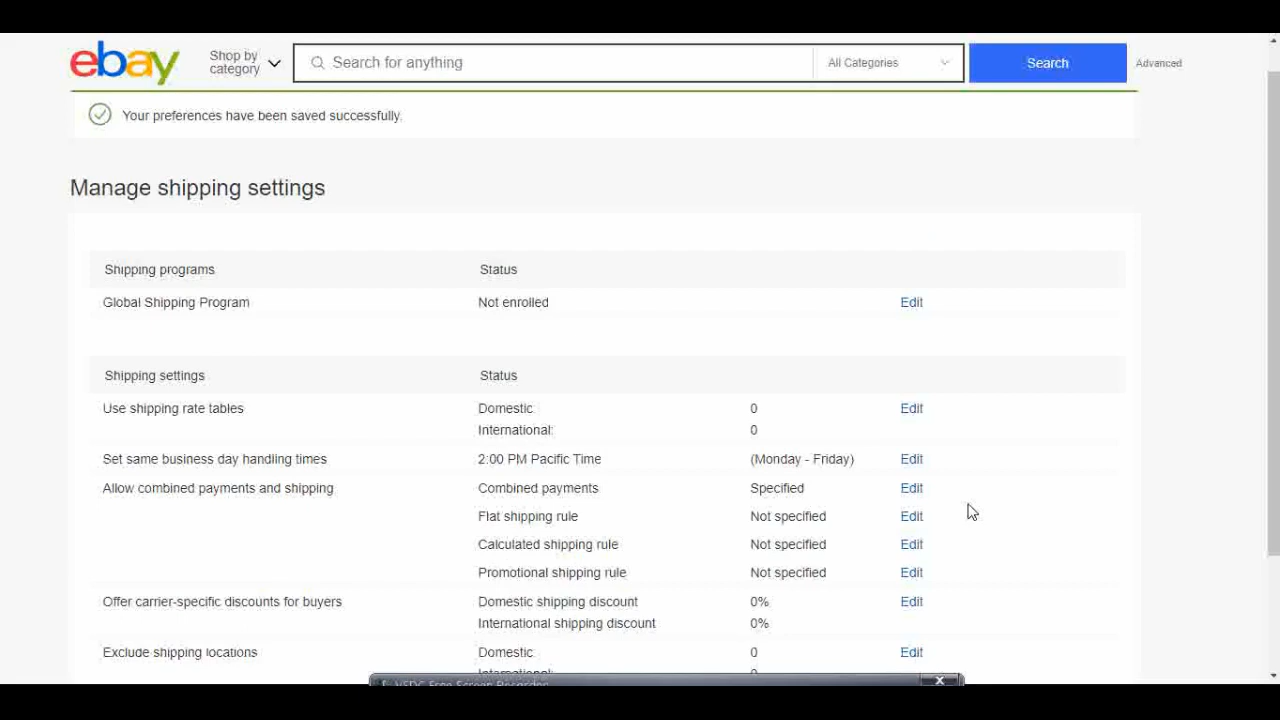 ebay Shop by category Search for anything All Categories Search Advanced
Your preferences have been saved successfully.
Manage shipping settings
Shipping programs Status
Global Shipping Program Not enrolled Edit
Shipping settings Status
Use shipping rate tables Domestic 0 Edit
International: 0
Set same business day handling times 2:00 PM Pacific Time (Monday - Friday) Edit
Allow combined payments and shipping Combined payments Specified Edit
Flat shipping rule Not specified Edit
Calculated shipping rule Not specified Edit
Promotional shipping rule Not specified Edit
Offer carrier-specific discounts for buyers Domestic shipping discount 0% Edit
International shipping discount 0%
Exclude shipping locations Domestic 0 Edit
International:
VSDC Free Screen Recorder